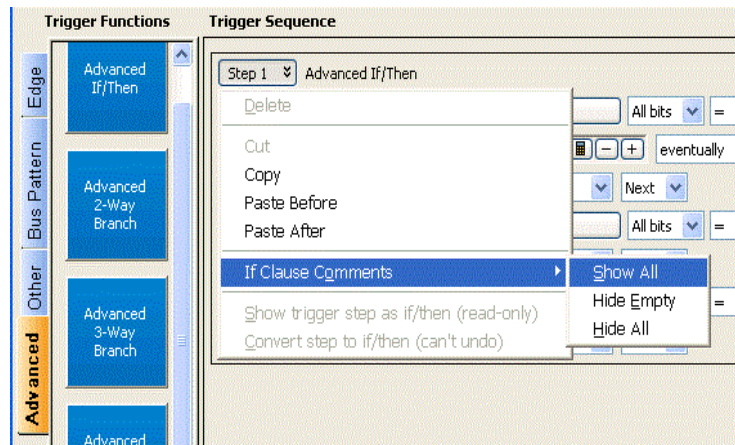 Trigger Functions
Trigger Sequence
Edge
Bus Pattern
Other
Advanced
Advanced
If/Then
Advanced
2-Way
Branch
Advanced
3-Way
Branch
Advanced
Step 1
Advanced If/Then
Delete
Cut
Copy
Paste Before
Paste After
If Clause Comments
Show trigger step as if/then (read-only)
Convert step to if/then (can't undo)
Show All
Hide Empty
Hide All
All bits
=
− +
eventually
Next
All bits
=
=